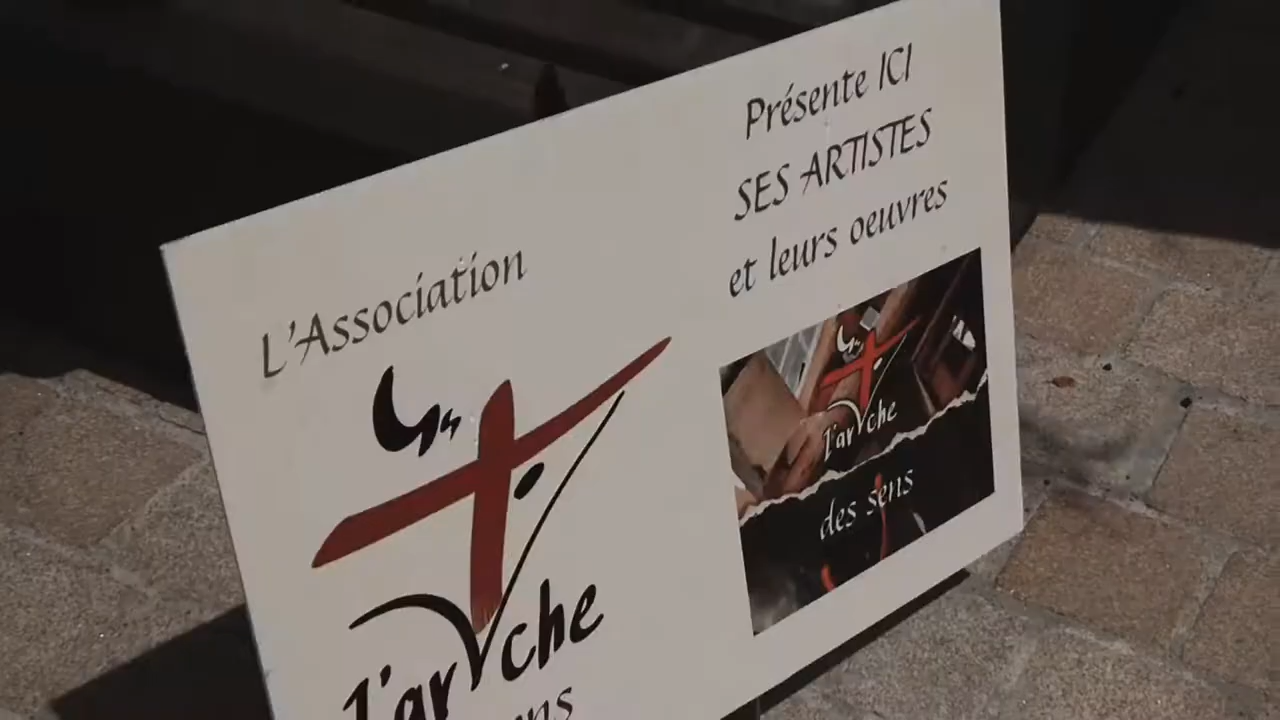 L'Association
l'arche
Présente ICI
SES ARTISTES
et leurs oeuvres
l'arche
des sens